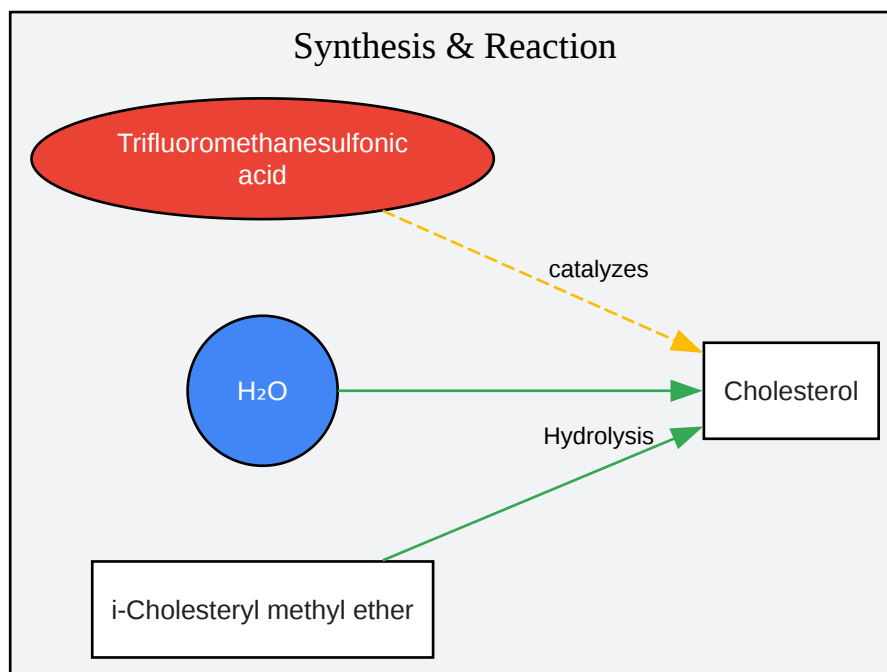 Synthesis & Reaction
Trifluoromethanesulfonic
acid
catalyzes
H₂O
Cholesterol
Hydrolysis
i-Cholesteryl methyl ether